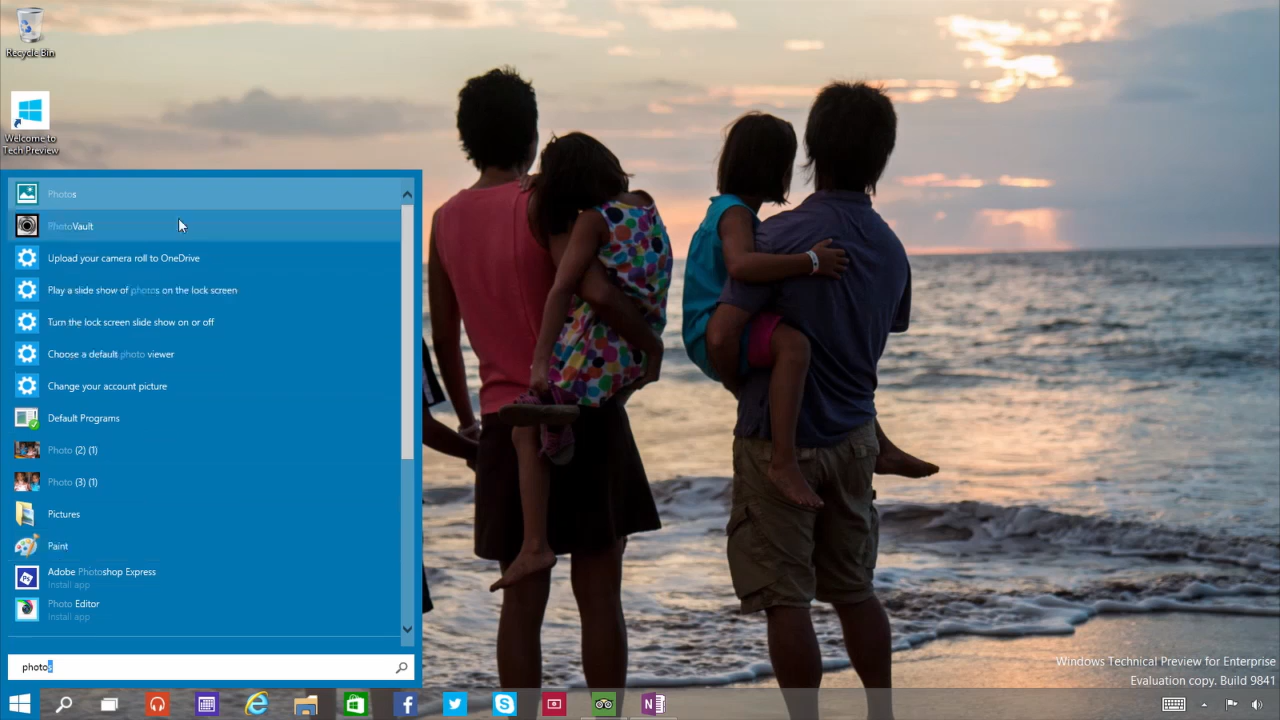 Recycle Bin
Welcome to
Tech Preview
Photos
PhotoVault
Upload your camera roll to OneDrive
Play a slide show of photos on the lock screen
Turn the lock screen slide show on or off
Choose a default photo viewer
Change your account picture
Default Programs
Photo (2) (1)
Photo (3) (1)
Pictures
Paint
Adobe Photoshop Express
Install app
Photo Editor
Install app
photos
Windows Technical Preview for Enterprise
Evaluation copy. Build 9841